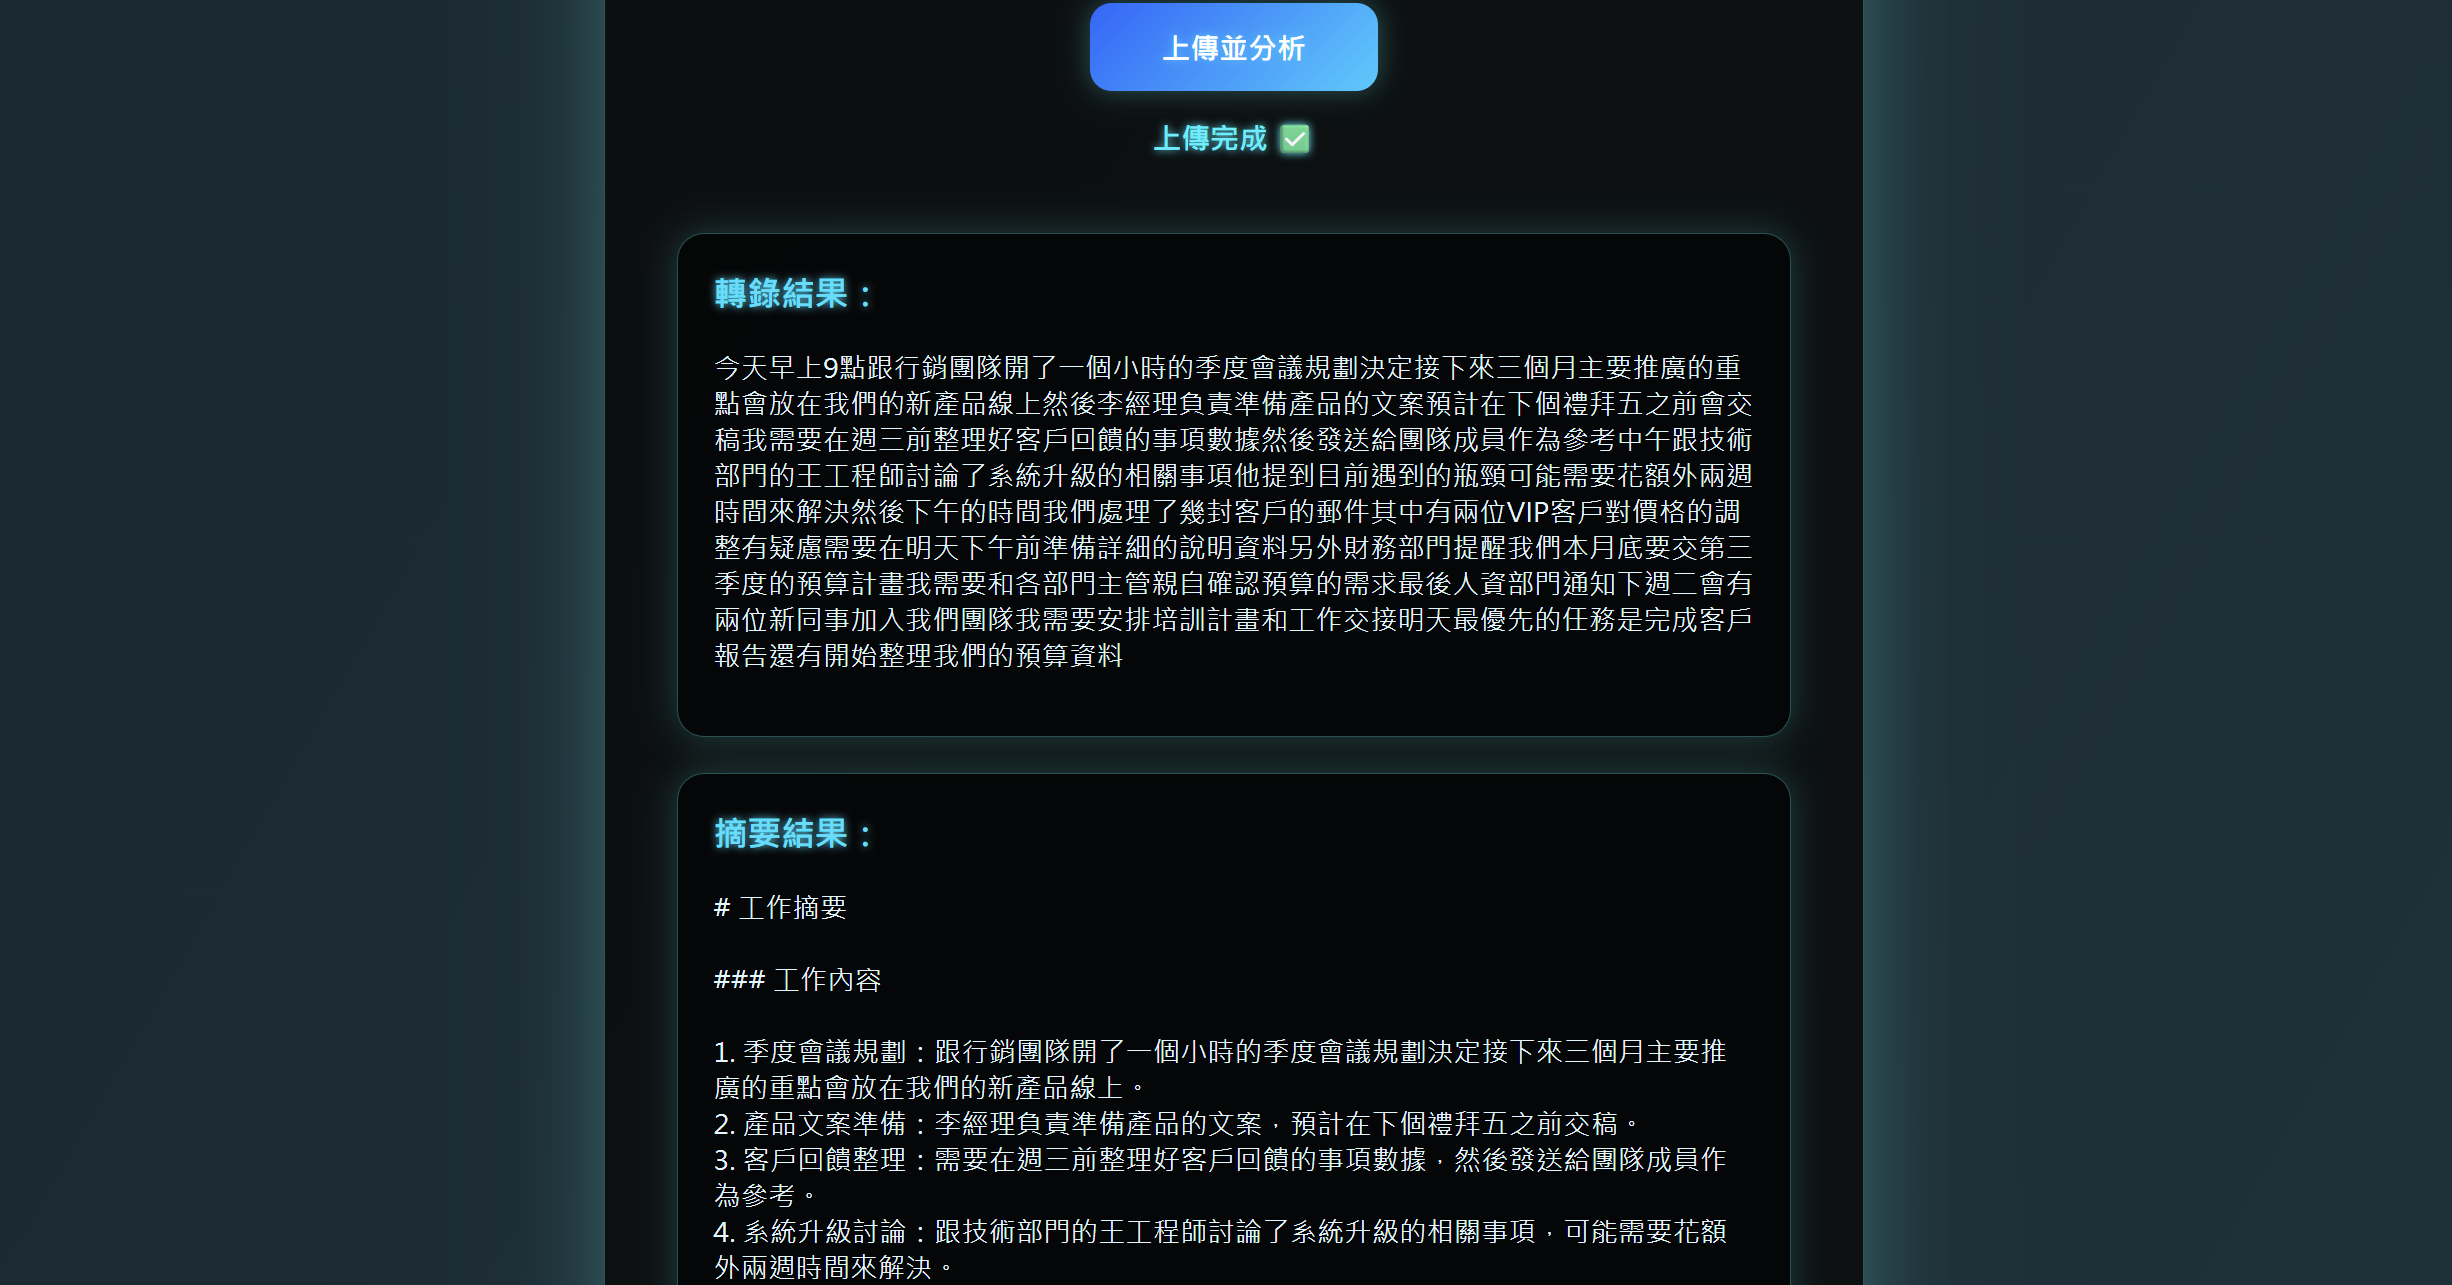 上傳並分析
上傳完成 ✅
轉錄結果：
今天早上9點跟行銷團隊開了一個小時的季度會議規劃決定接下來三個月主要推廣的重
點會放在我們的新產品線上然後李經理負責準備產品的文案預計在下個禮拜五之前會交
稿我需要在週三前整理好客戶回饋的事項數據然後發送給團隊成員作為參考中午跟技術
部門的王工程師討論了系統升級的相關事項他提到目前遇到的瓶頸可能需要花額外兩週
時間來解決然後下午的時間我們處理了幾封客戶的郵件其中有兩位VIP客戶對價格的調
整有疑慮需要在明天下午前準備詳細的說明資料另外財務部門提醒我們本月底要交第三
季度的預算計畫我需要和各部門主管親自確認預算的需求最後人資部門通知下週二會有
兩位新同事加入我們團隊我需要安排培訓計畫和工作交接明天最優先的任務是完成客戶
報告還有開始整理我們的預算資料
摘要結果：
# 工作摘要
### 工作內容
1. 季度會議規劃：跟行銷團隊開了一個小時的季度會議規劃決定接下來三個月主要推
廣的重點會放在我們的新產品線上。
2. 產品文案準備：李經理負責準備產品的文案，預計在下個禮拜五之前交稿。
3. 客戶回饋整理：需要在週三前整理好客戶回饋的事項數據，然後發送給團隊成員作
為參考。
4. 系統升級討論：跟技術部門的王工程師討論了系統升級的相關事項，可能需要花額
外兩週時間來解決。